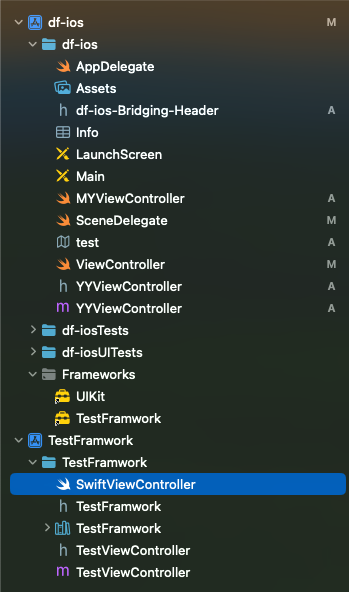 df-ios M
df-ios
AppDelegate
Assets
h df-ios-Bridging-Header A
Info
LaunchScreen
Main
MYViewController A
SceneDelegate M
test A
ViewController M
h YYViewController A
m YYViewController A
df-iosTests
df-iosUITests
Frameworks
UIKit
TestFramwork
TestFramwork
TestFramwork
SwiftViewController
h TestFramwork
TestFramwork
h TestViewController
m TestViewController